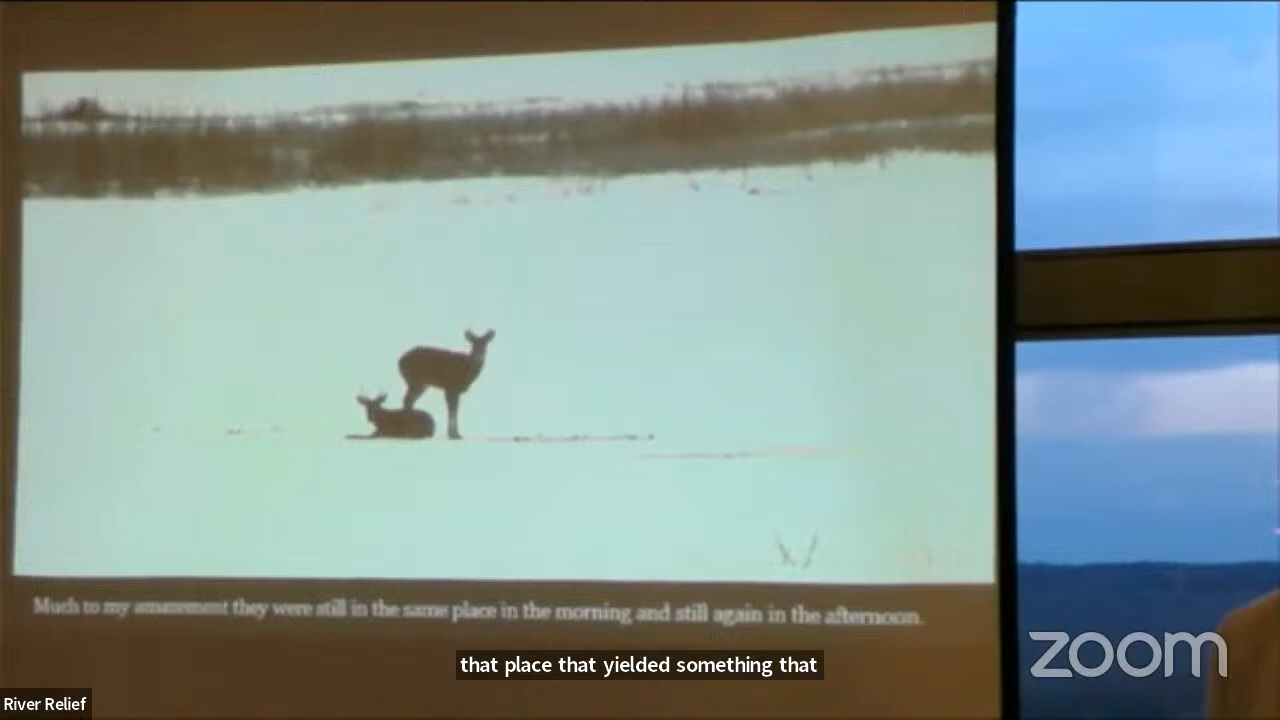 Much to my amazement they were still in the same place in the morning and still again in the afternoon.
that place that yielded something that
zoom
River Relief